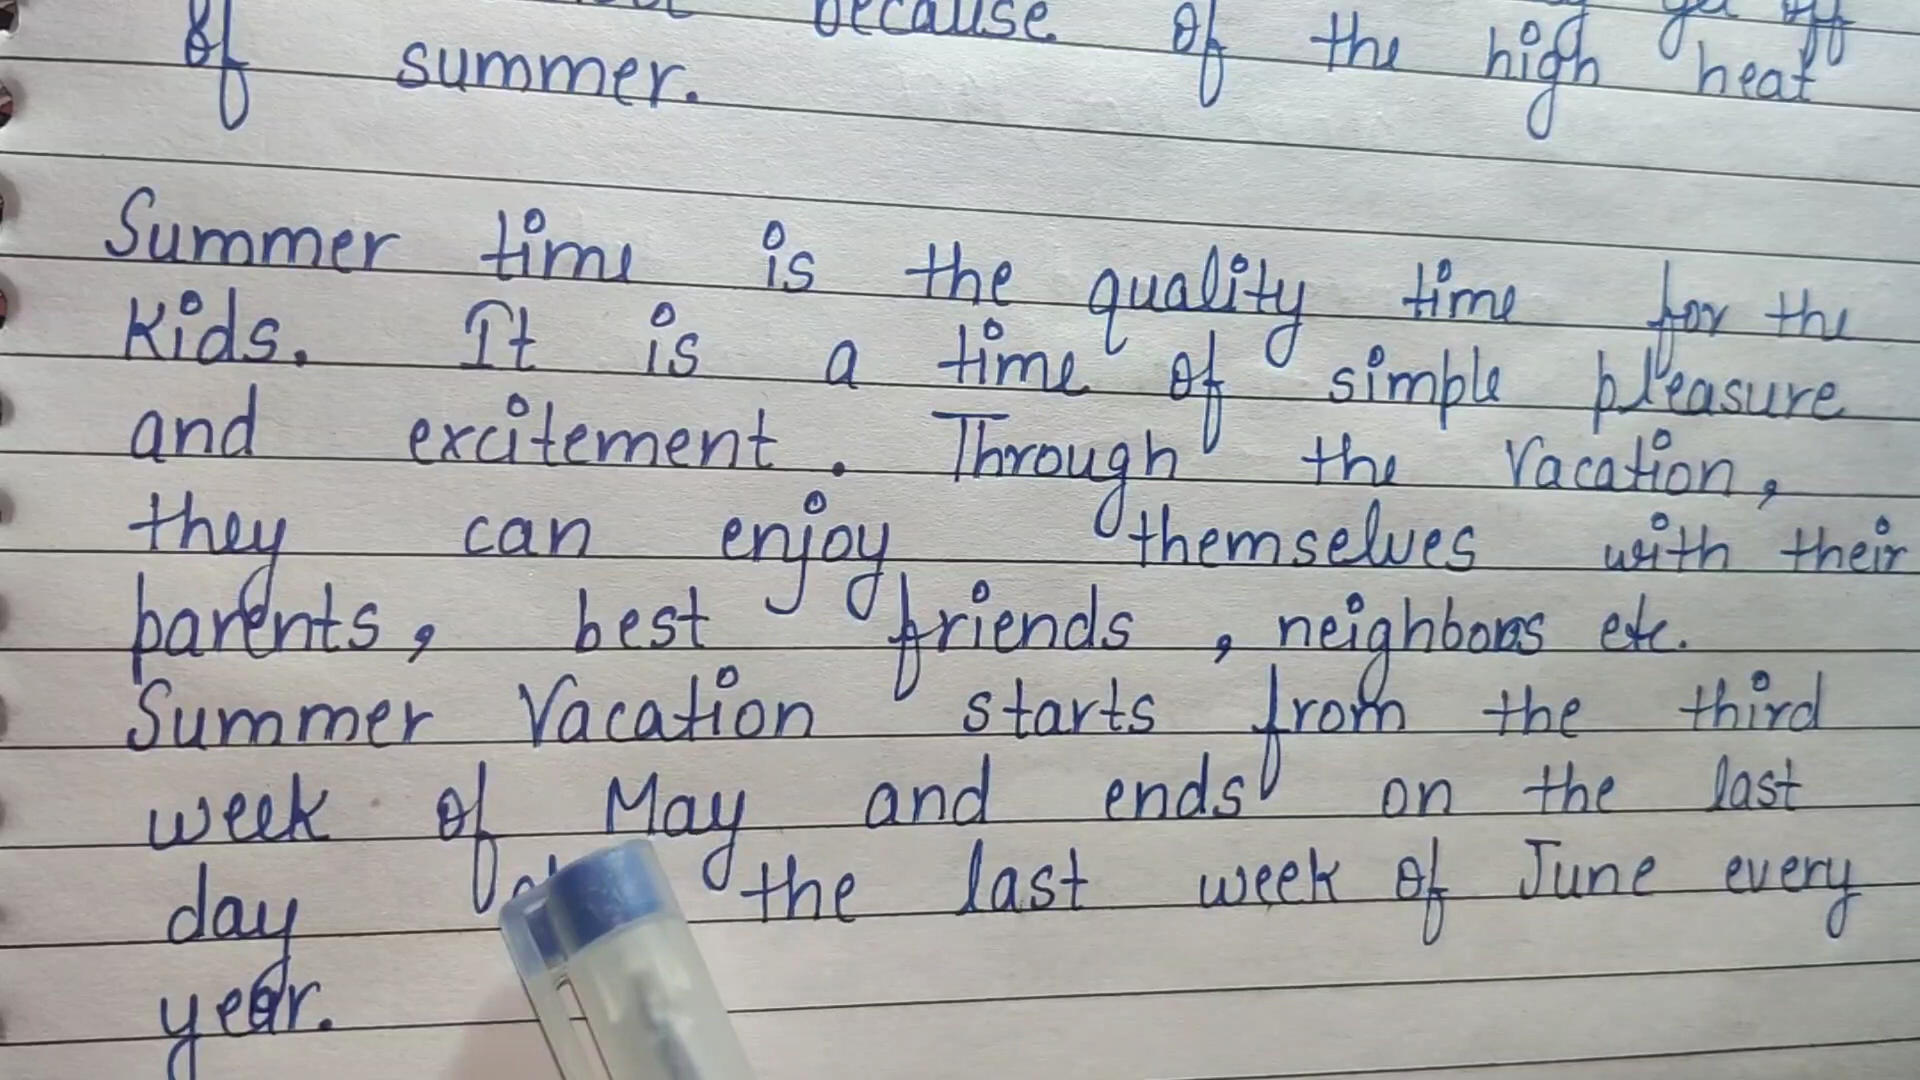 because of the high heat
of summer.
Summer time is the quality time for the
Kids. It is a time of simple pleasure
and excitement. Through the Vacation,
they can enjoy themselves with their
parents, best friends, neighbors etc.
Summer Vacation starts from the third
week of May and ends on the last
day the last week of June every
year.